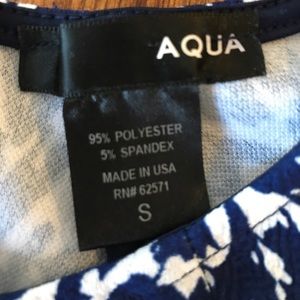 AQUA
95% POLYESTER
5% SPANDEX
MADE IN USA
RN# 62571
S